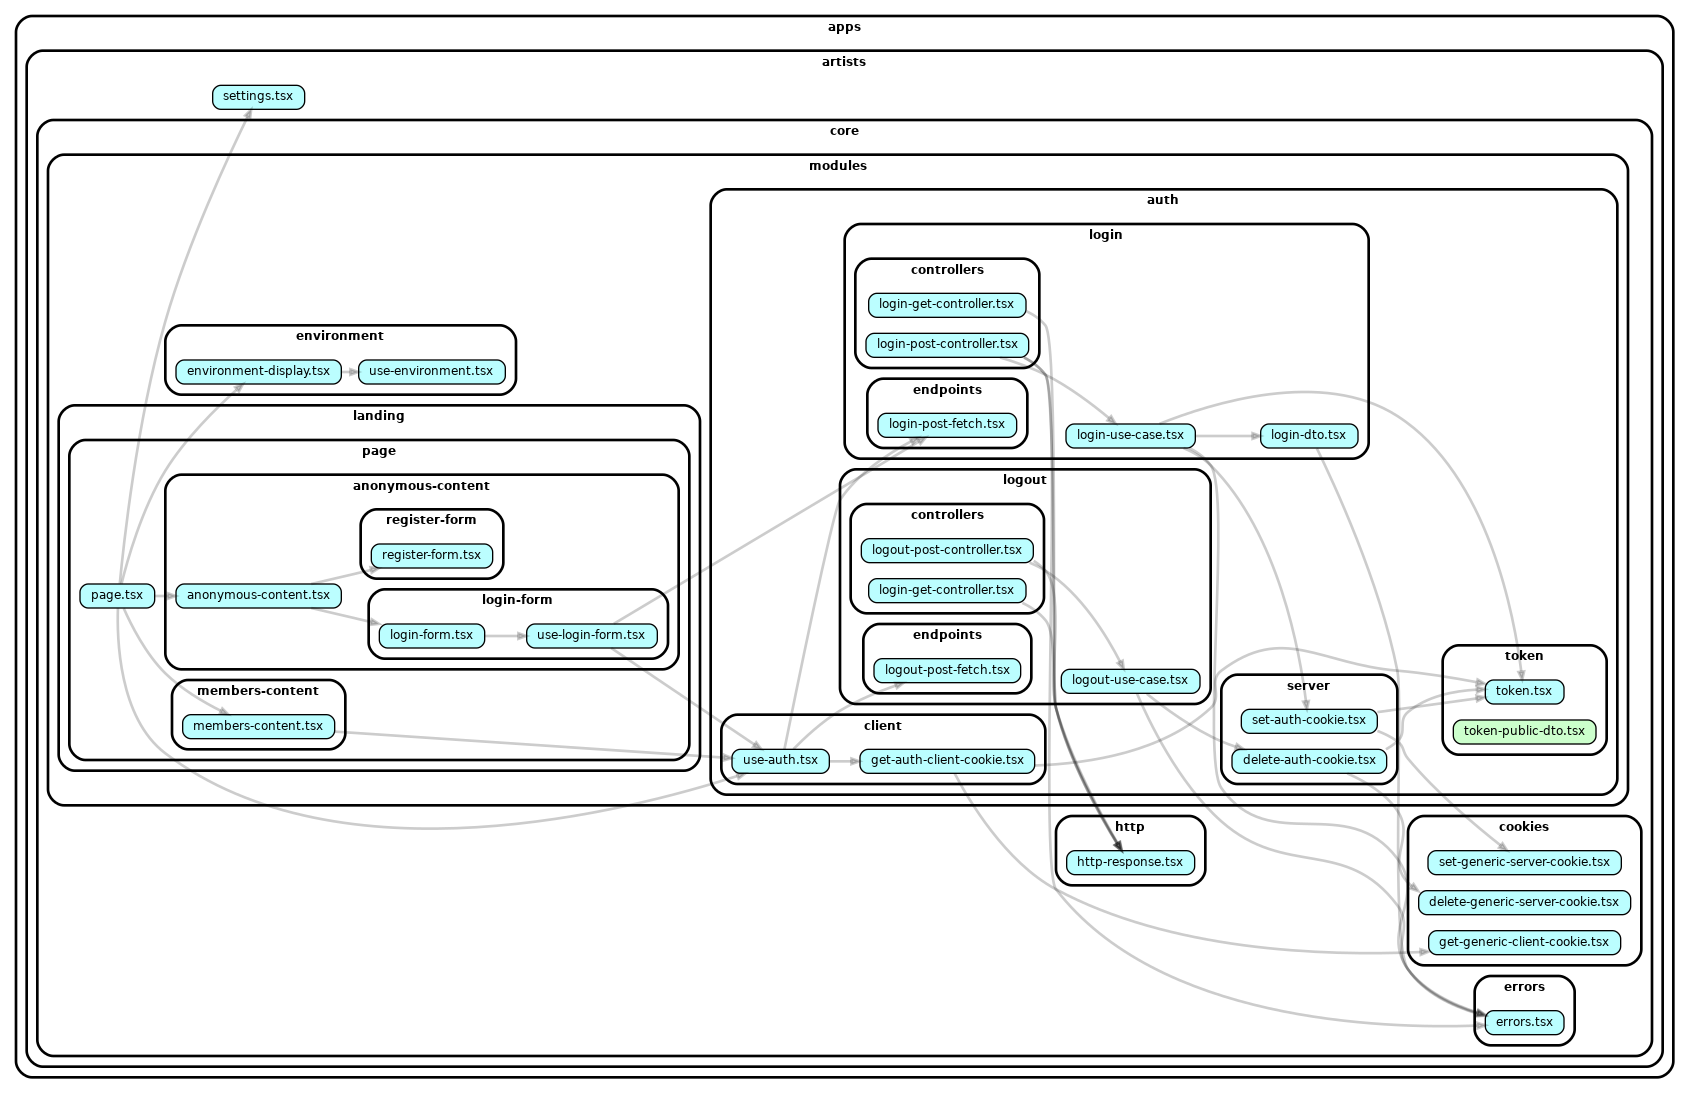 apps
artists
settings.tsx
core
modules
auth
login
controllers
login-get-controller.tsx
login-post-controller.tsx
endpoints
login-post-fetch.tsx
login-use-case.tsx
login-dto.tsx
environment
environment-display.tsx
use-environment.tsx
landing
page
anonymous-content
register-form
register-form.tsx
page.tsx
anonymous-content.tsx
login-form
login-form.tsx
use-login-form.tsx
members-content
members-content.tsx
logout
controllers
logout-post-controller.tsx
login-get-controller.tsx
endpoints
logout-post-fetch.tsx
logout-use-case.tsx
client
use-auth.tsx
get-auth-client-cookie.tsx
server
set-auth-cookie.tsx
delete-auth-cookie.tsx
token
token.tsx
token-public-dto.tsx
http
http-response.tsx
cookies
set-generic-server-cookie.tsx
delete-generic-server-cookie.tsx
get-generic-client-cookie.tsx
errors
errors.tsx